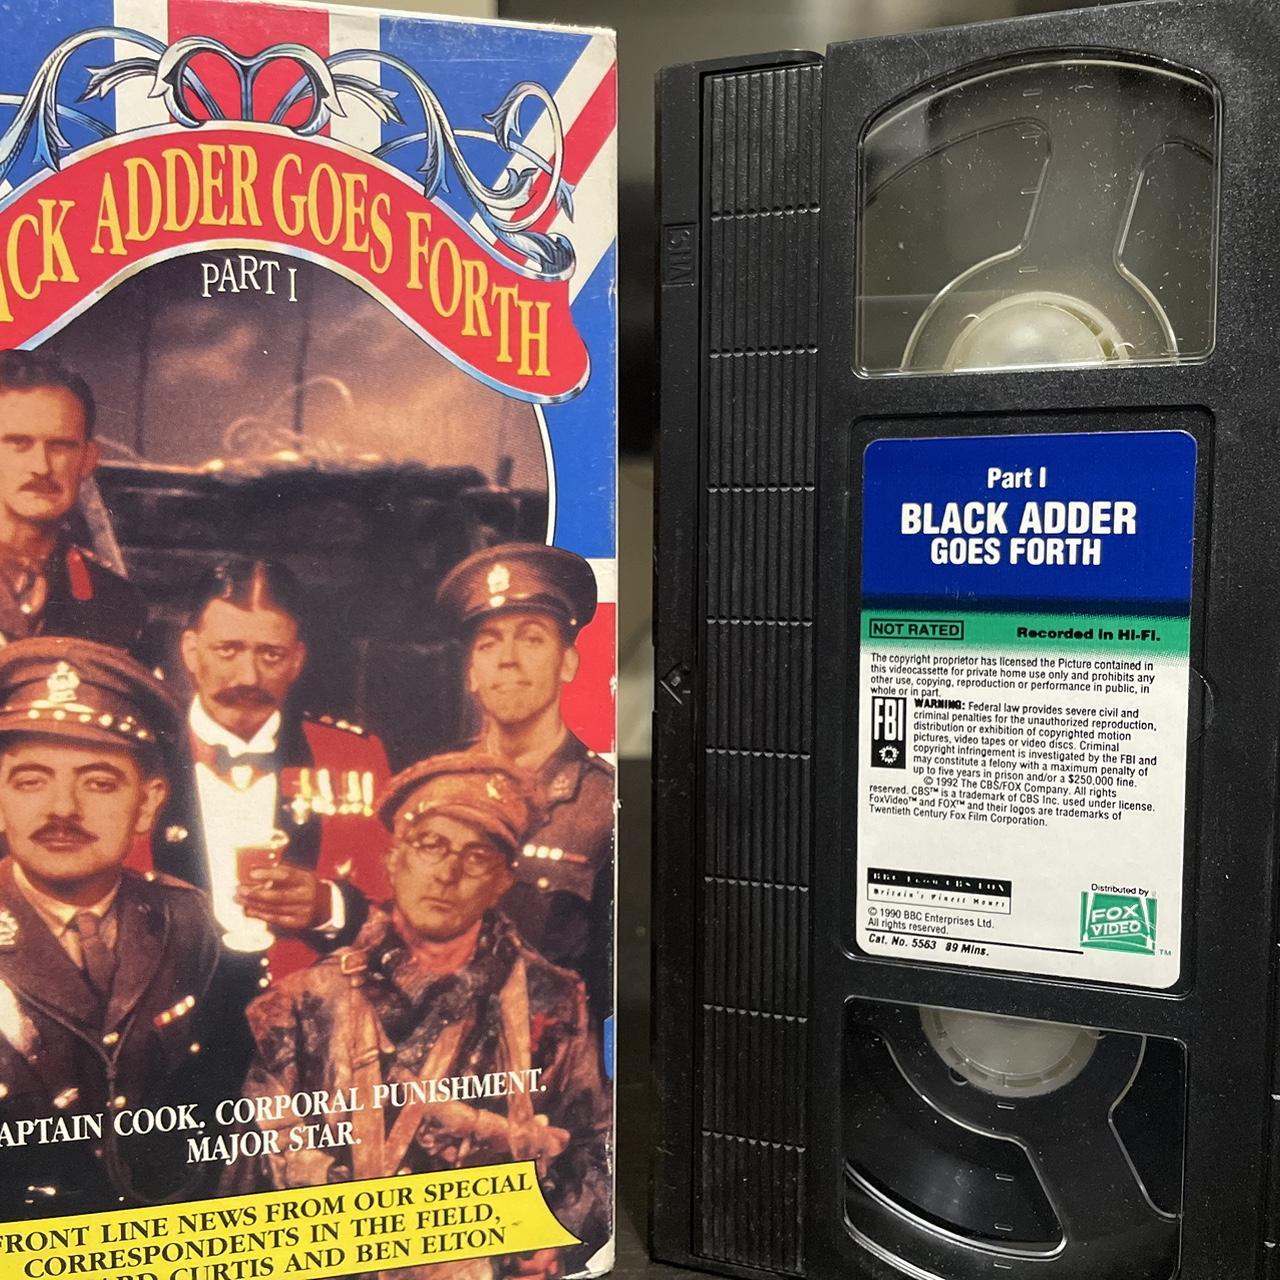 CK ADDER GOES FORTH
PART I
APTAIN COOK. CORPORAL PUNISHMENT.
MAJOR STAR.
FRONT LINE NEWS FROM OUR SPECIAL
CORRESPONDENTS IN THE FIELD,
ARD CURTIS AND BEN ELTON
Part I
BLACK ADDER
GOES FORTH
NOT RATED Recorded in Hi-Fi.
The copyright proprietor has licensed the Picture contained in
this videocassette for private home use only and prohibits any
other use, copying, reproduction or performance in public, in
whole or in part.
FBI
WARNING: Federal law provides severe civil and
criminal penalties for the unauthorized reproduction,
distribution or exhibition of copyrighted motion
pictures, video tapes or video discs. Criminal
copyright infringement is investigated by the FBI and
may constitute a felony with a maximum penalty of
up to five years in prison and/or a $250,000 fine.
© 1992 The CBS/FOX Company. All rights
reserved. CBS™ is a trademark of CBS Inc. used under license.
FoxVideo™ and FOX™ and their logos are trademarks of
Twentieth Century Fox Film Corporation.
Britain's Finest Hours
© 1990 BBC Enterprises Ltd.
All rights reserved.
Cat. No. 5563 89 Mins.
Distributed by
FOX
VIDEO™